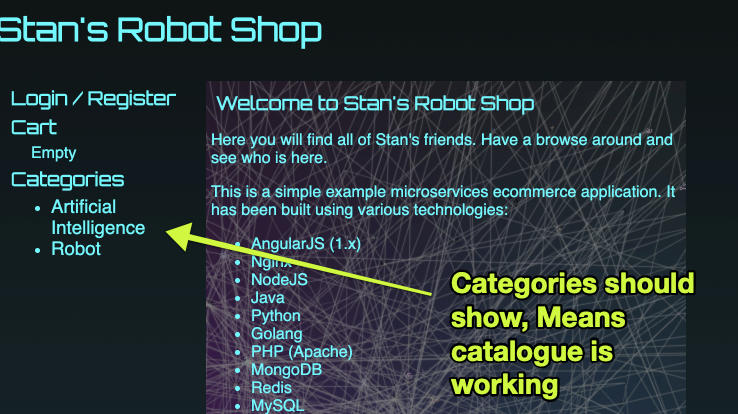 Stan's Robot Shop
Login / Register
Cart
Empty
Categories
Artificial
Intelligence
Robot
Welcome to Stan's Robot Shop
Here you will find all of Stan's friends. Have a browse around and
see who is here.
This is a simple example microservices ecommerce application. It
has been built using various technologies:
AngularJS (1.x)
Nginx
NodeJS
Java
Python
Golang
PHP (Apache)
MongoDB
Redis
MySQL
Categories should
show, Means
catalogue is
working